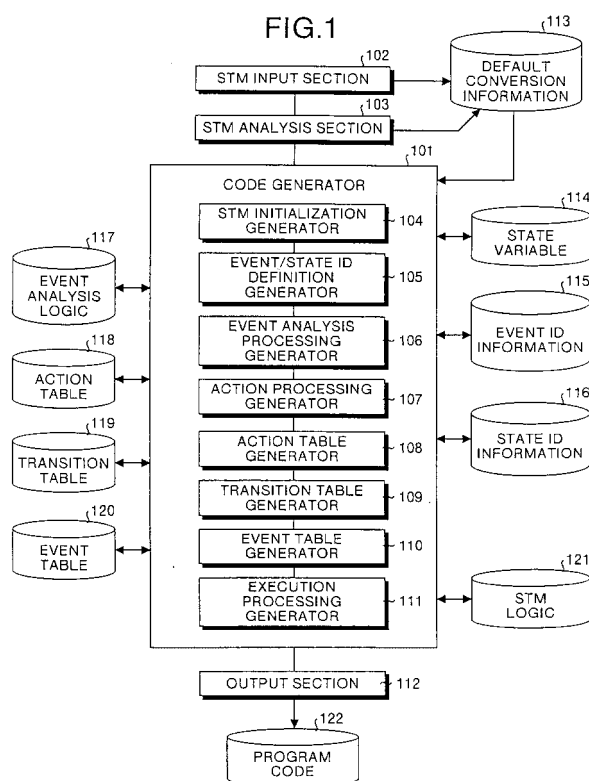 FIG.1
102
STM INPUT SECTION
113
DEFAULT
CONVERSION
INFORMATION
103
STM ANALYSIS SECTION
101
CODE GENERATOR
STM INITIALIZATION
GENERATOR
104
114
STATE
VARIABLE
117
EVENT
ANALYSIS
LOGIC
EVENT/STATE ID
DEFINITION
GENERATOR
105
115
EVENT ID
INFORMATION
EVENT ANALYSIS
PROCESSING
GENERATOR
106
118
ACTION
TABLE
ACTION PROCESSING
GENERATOR
107
116
STATE ID
INFORMATION
119
TRANSITION
TABLE
ACTION TABLE
GENERATOR
108
TRANSITION TABLE
GENERATOR
109
120
EVENT
TABLE
EVENT TABLE
GENERATOR
110
121
STM
LOGIC
EXECUTION
PROCESSING
GENERATOR
111
OUTPUT SECTION
112
122
PROGRAM
CODE